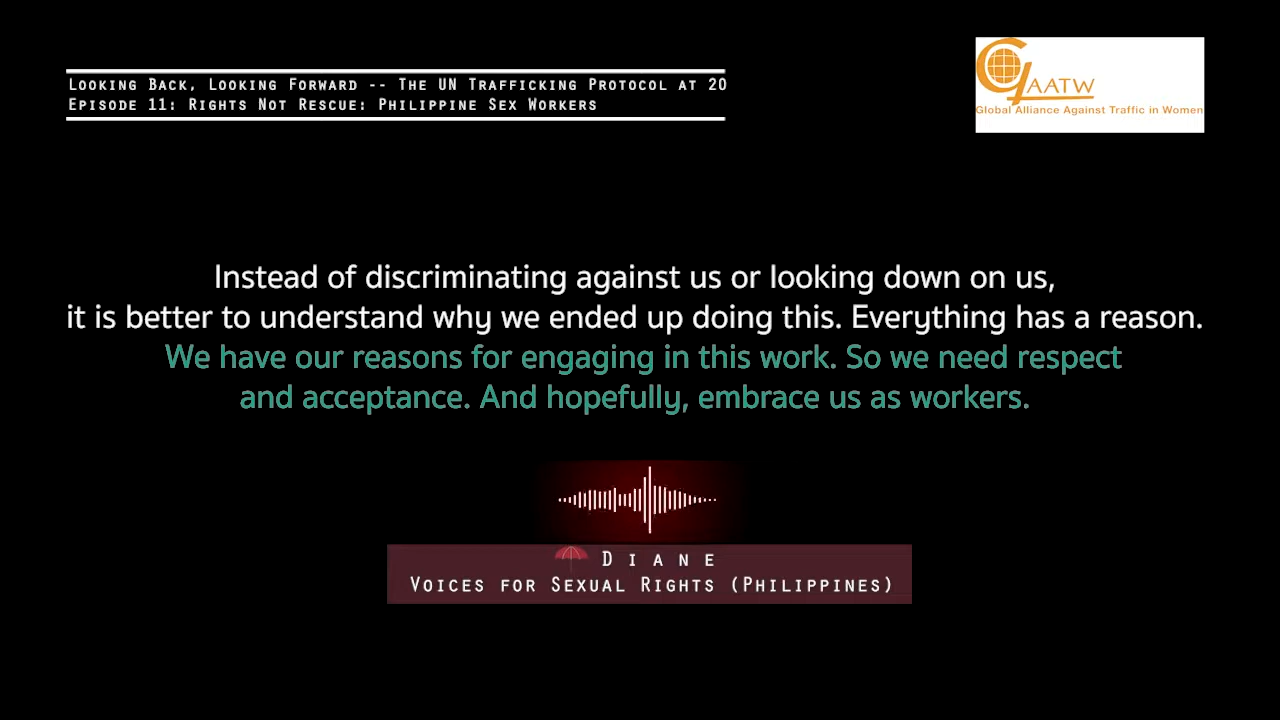 Looking Back, Looking Forward -- The UN Trafficking Protocol at 20
Episode 11: Rights Not Rescue: Philippine Sex Workers
GAATW
Global Alliance Against Traffic in Women
Instead of discriminating against us or looking down on us,
it is better to understand why we ended up doing this. Everything has a reason.
We have our reasons for engaging in this work. So we need respect
and acceptance. And hopefully, embrace us as workers.
Diane
Voices for Sexual Rights (Philippines)